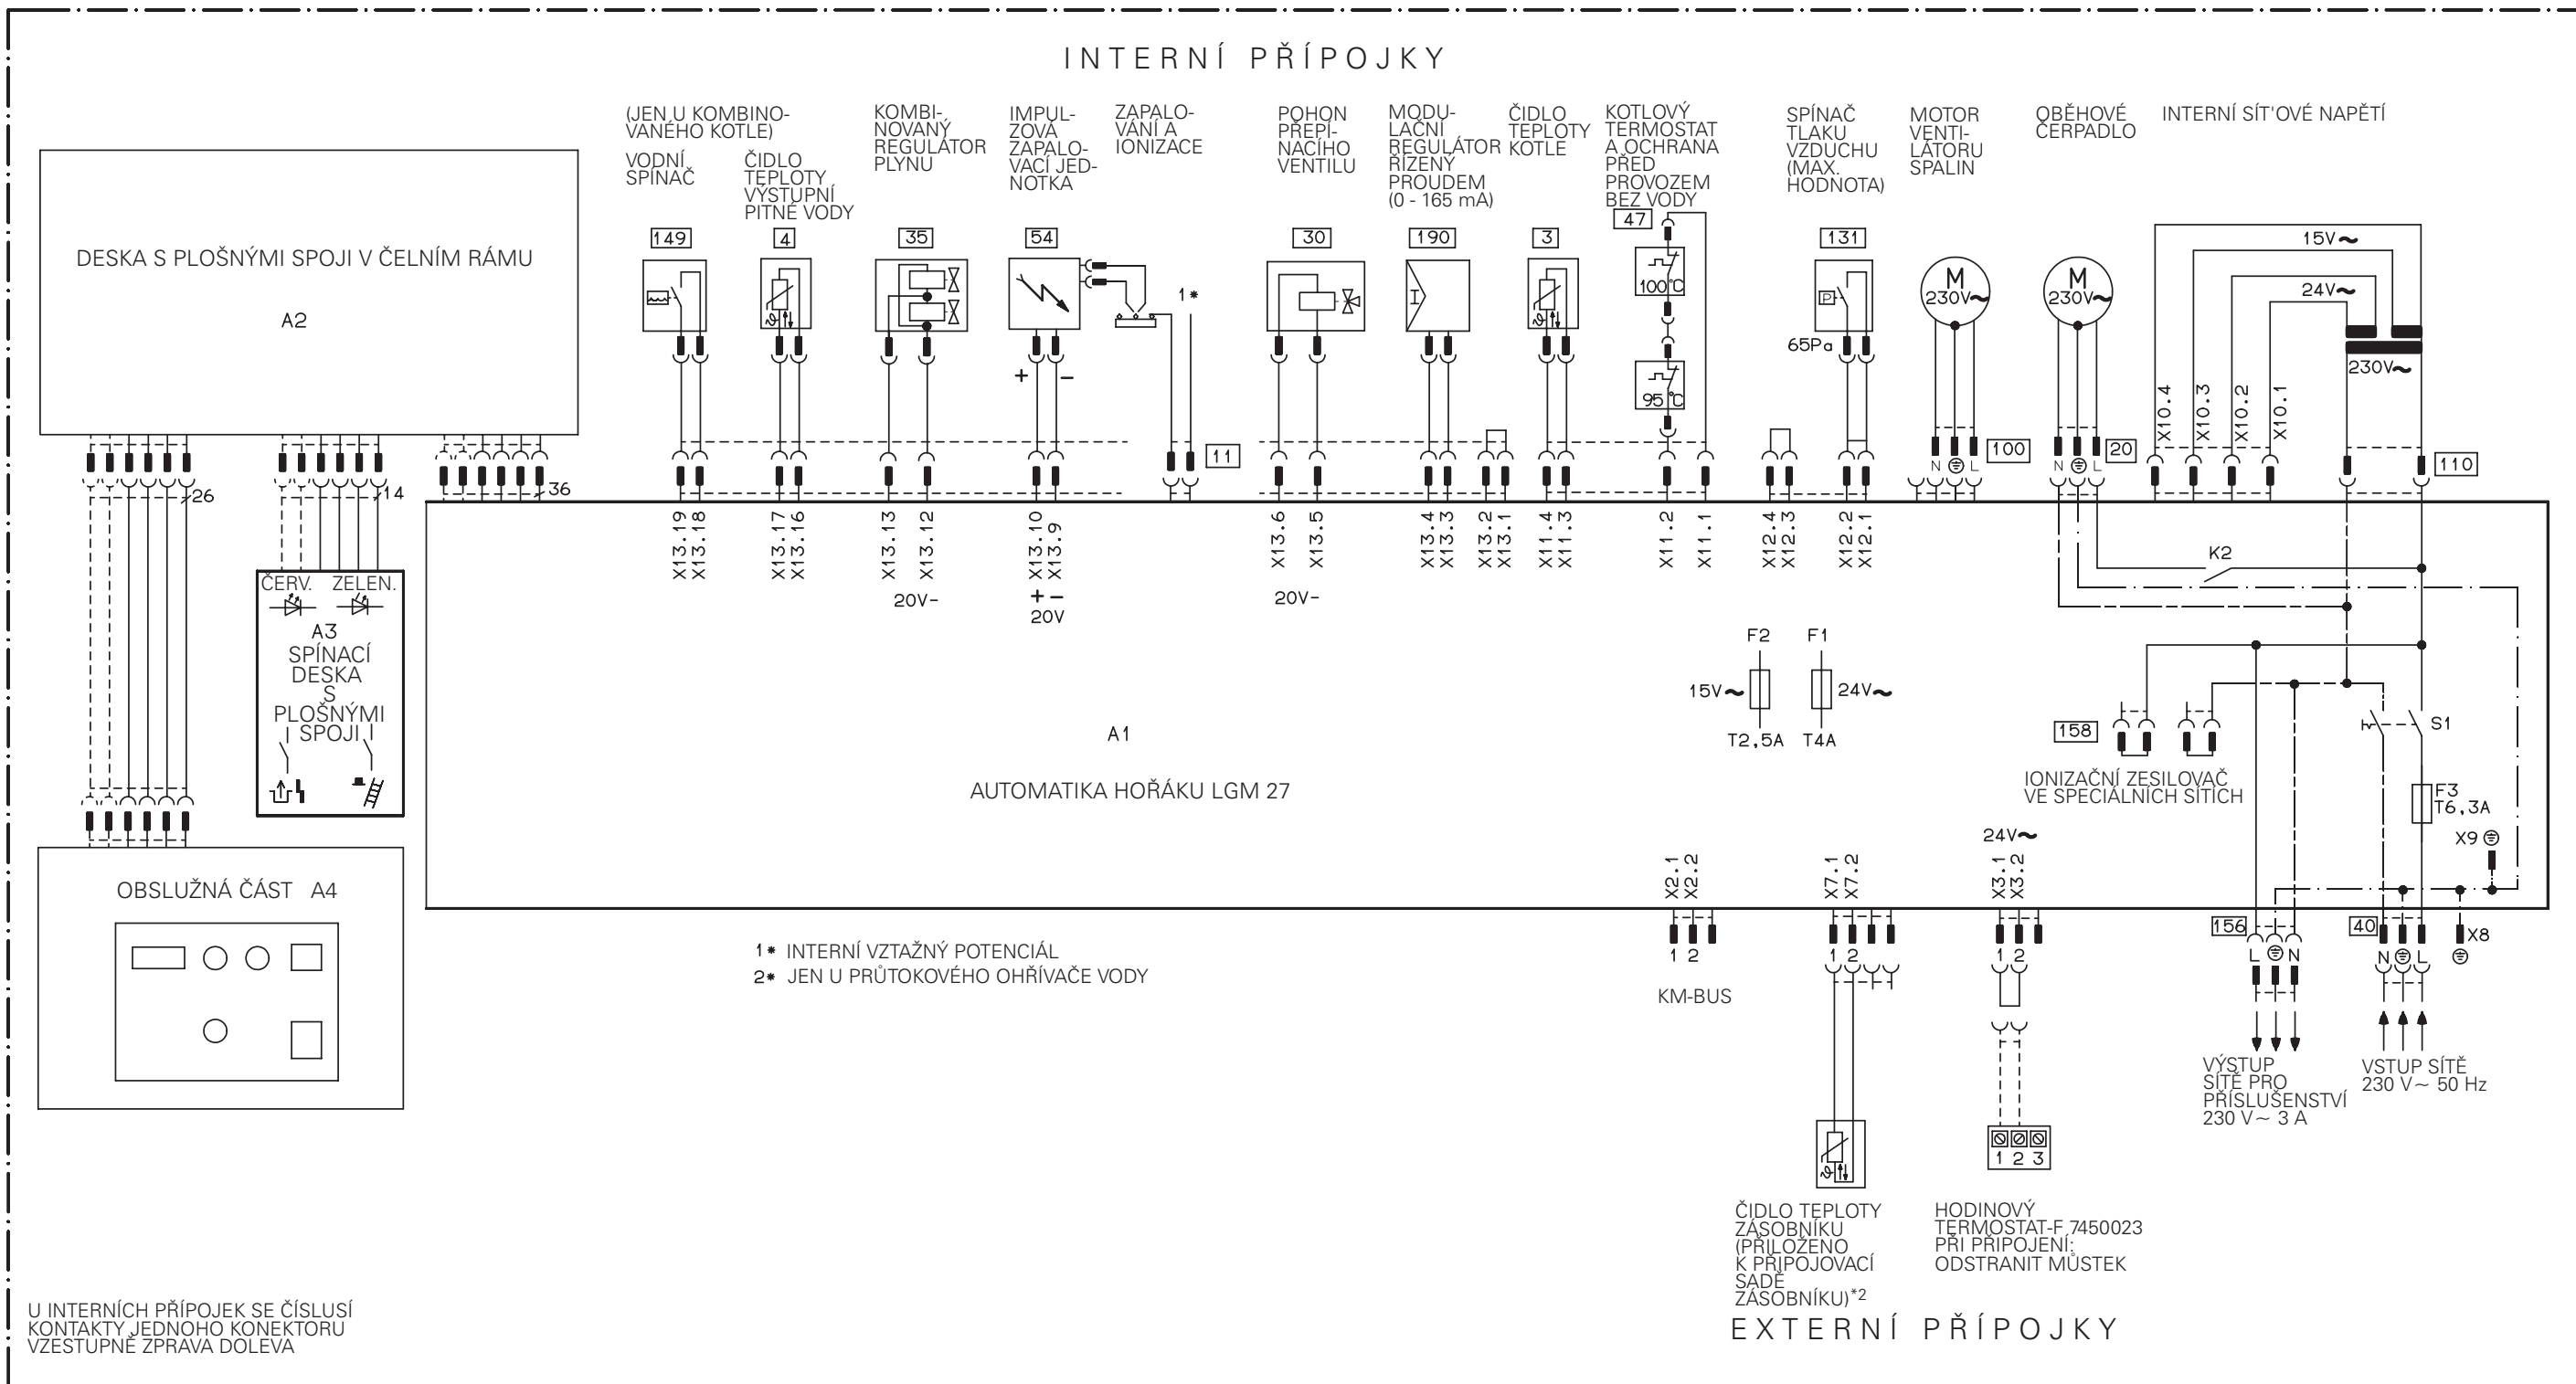 INTERNÍ PŘÍPOJKY
(JEN U KOMBINO-
VANÉHO KOTLE)
VODNÍ
SPÍNAČ
ČIDLO
TEPLOTY
VÝSTUPNÍ
PITNÉ VODY
KOMBI-
NOVANÝ
REGULÁTOR
PLYNU
IMPUL-
ZOVÁ
ZAPALO-
VACÍ JED-
NOTKA
ZAPALO-
VÁNÍ A
IONIZACE
POHON
PŘEPÍ-
NACÍHO
VENTILU
MODU-
LAČNÍ
REGULÁTOR
ŘÍZENÝ
PROUDEM
(0 - 165 mA)
ČIDLO
TEPLOTY
KOTLE
KOTLOVÝ
TERMOSTAT
A OCHRANA
PŘED
PROVOZEM
BEZ VODY
SPÍNAČ
TLAKU
VZDUCHU
(MAX.
HODNOTA)
MOTOR
VENTI-
LÁTORU
SPALIN
OBĚHOVÉ
ČERPADLO
INTERNÍ SÍT'OVÉ NAPĚTÍ
149
4
35
54
30
190
3
47
131
DESKA S PLOŠNÝMI SPOJI V ČELNÍM RÁMU
A2
1*
100°C
95°C
P
65Pa
M
230V~
M
230V~
15V~
24V~
230V~
+ –
X10.4
X10.3
X10.2
X10.1
11
N L
100
N L
20
110
26
14
36
X13.19
X13.18
X13.17
X13.16
X13.13
X13.12
X13.10
X13.9
X13.6
X13.5
X13.4
X13.3
X13.2
X13.1
X11.4
X11.3
X11.2
X11.1
X12.4
X12.3
X12.2
X12.1
20V-
+ –
20V
20V-
K2
ČERV. ZELEN.
A3
SPÍNACÍ
DESKA
S
PLOŠNÝMI
SPOJI
F2
15V~
T2,5A
F1
24V~
T4A
A1
AUTOMATIKA HOŘÁKU LGM 27
158
IONIZAČNÍ ZESILOVAČ
VE SPECIÁLNÍCH SÍTÍCH
S1
F3
T6,3A
X9
24V~
X2.1
X2.2
X7.1
X7.2
X3.1
X3.2
OBSLUŽNÁ ČÁST A4
1* INTERNÍ VZTAŽNÝ POTENCIÁL
2* JEN U PRŮTOKOVÉHO OHŘÍVAČE VODY
1 2
KM-BUS
1 2
1 2
156
L N
40
N L
X8
VÝSTUP
SÍTĚ PRO
PŘÍSLUŠENSTVÍ
230 V~ 3 A
VSTUP SÍTĚ
230 V~ 50 Hz
1 2 3
ČIDLO TEPLOTY
ZÁSOBNÍKU
(PŘILOŽENO
K PŘIPOJOVACÍ
SADĚ
ZÁSOBNÍKU)*2
HODINOVÝ
TERMOSTAT-F 7450023
PŘI PŘIPOJENÍ:
ODSTRANIT MŮSTEK
EXTERNÍ PŘÍPOJKY
U INTERNÍCH PŘÍPOJEK SE ČÍSLUSÍ
KONTAKTY JEDNOHO KONEKTORU
VZESTUPNĚ ZPRAVA DOLEVA